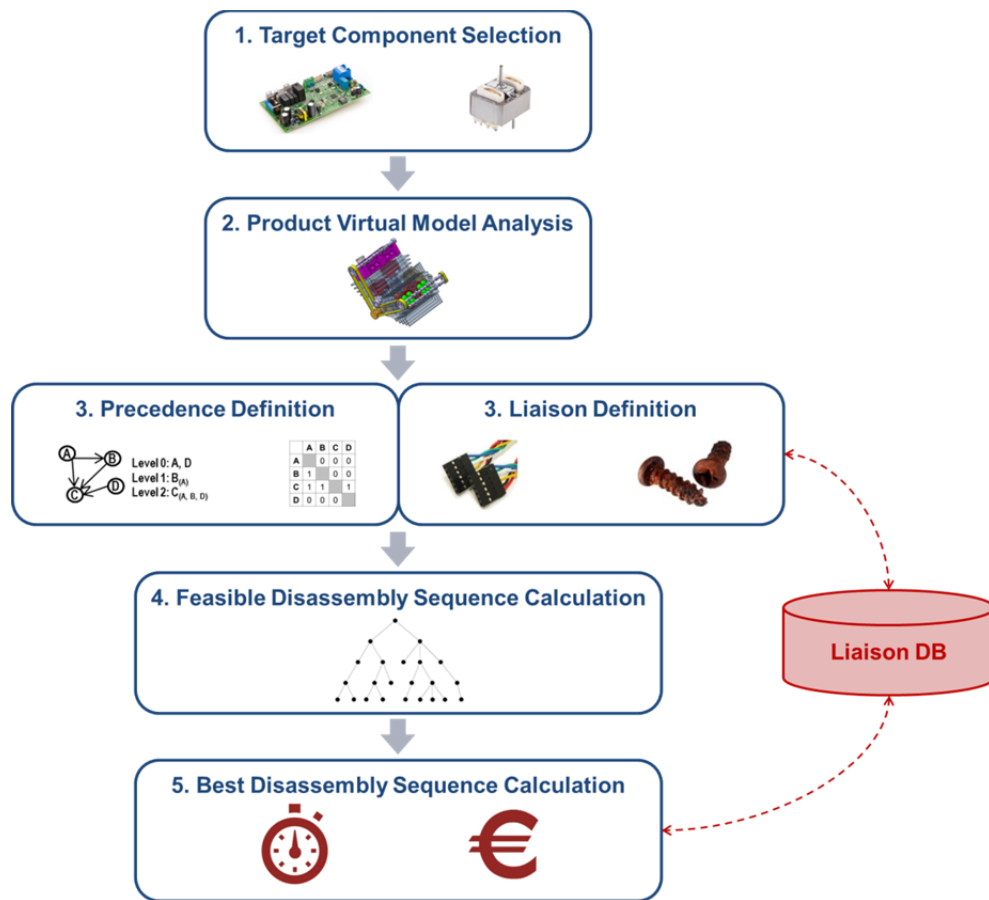 1. Target Component Selection
2. Product Virtual Model Analysis
3. Precedence Definition
A
B
C
D
Level 0: A, D
Level 1: B(A)
Level 2: C(A, B, D)
A B C D
A 0 0 0
B 1 0 0
C 1 1 1
D 0 0 0
3. Liaison Definition
4. Feasible Disassembly Sequence Calculation
Liaison DB
5. Best Disassembly Sequence Calculation
€